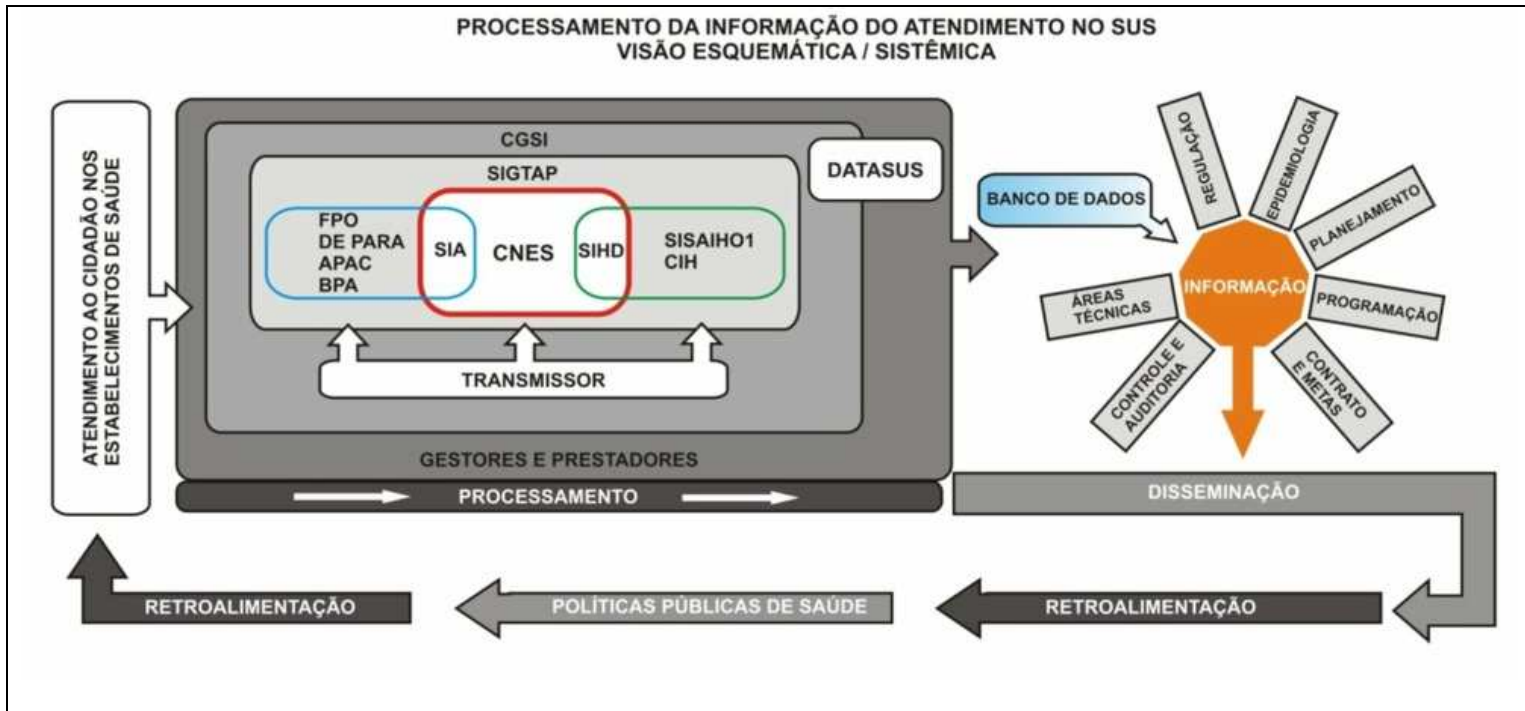 PROCESSAMENTO DA INFORMAÇÃO DO ATENDIMENTO NO SUS
VISÃO ESQUEMÁTICA / SISTÊMICA
ATENDIMENTO AO CIDADÃO NOS
ESTABELECIMENTOS DE SAÚDE
CGSI
SIGTAP
DATASUS
FPO
DE PARA
APAC
BPA
SIA
CNES
SIHD
SISAIHO1
CIH
TRANSMISSOR
GESTORES E PRESTADORES
PROCESSAMENTO
BANCO DE DADOS
REGULAÇÃO
EPIDEMIOLOGIA
PLANEJAMENTO
INFORMAÇÃO
ÁREAS
TÉCNICAS
PROGRAMAÇÃO
CONTROLE E
AUDITORIA
CONTRATO
E METAS
DISSEMINAÇÃO
RETROALIMENTAÇÃO
POLÍTICAS PÚBLICAS DE SAÚDE
RETROALIMENTAÇÃO